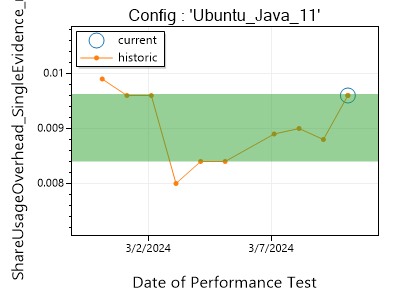 Config : 'Ubuntu_Java_11'
current
historic
ShareUsageOverhead_SingleEvidence_
0.01
0.009
0.008
3/2/2024
3/7/2024
Date of Performance Test